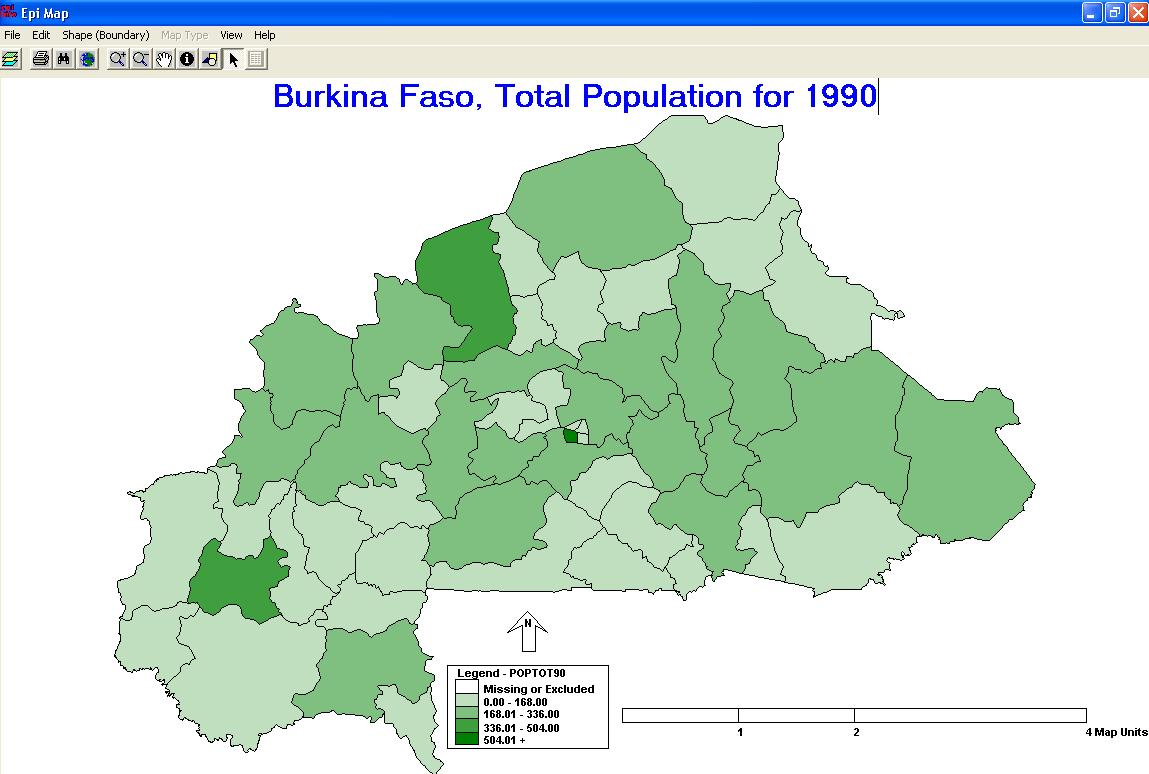 Epi Map
File Edit Shape (Boundary) Map Type View Help
Burkina Faso, Total Population for 1990
N
Legend - POPTOT90
Missing or Excluded
0.00 - 168.00
168.01 - 336.00
336.01 - 504.00
504.01 +
1 2 4 Map Units